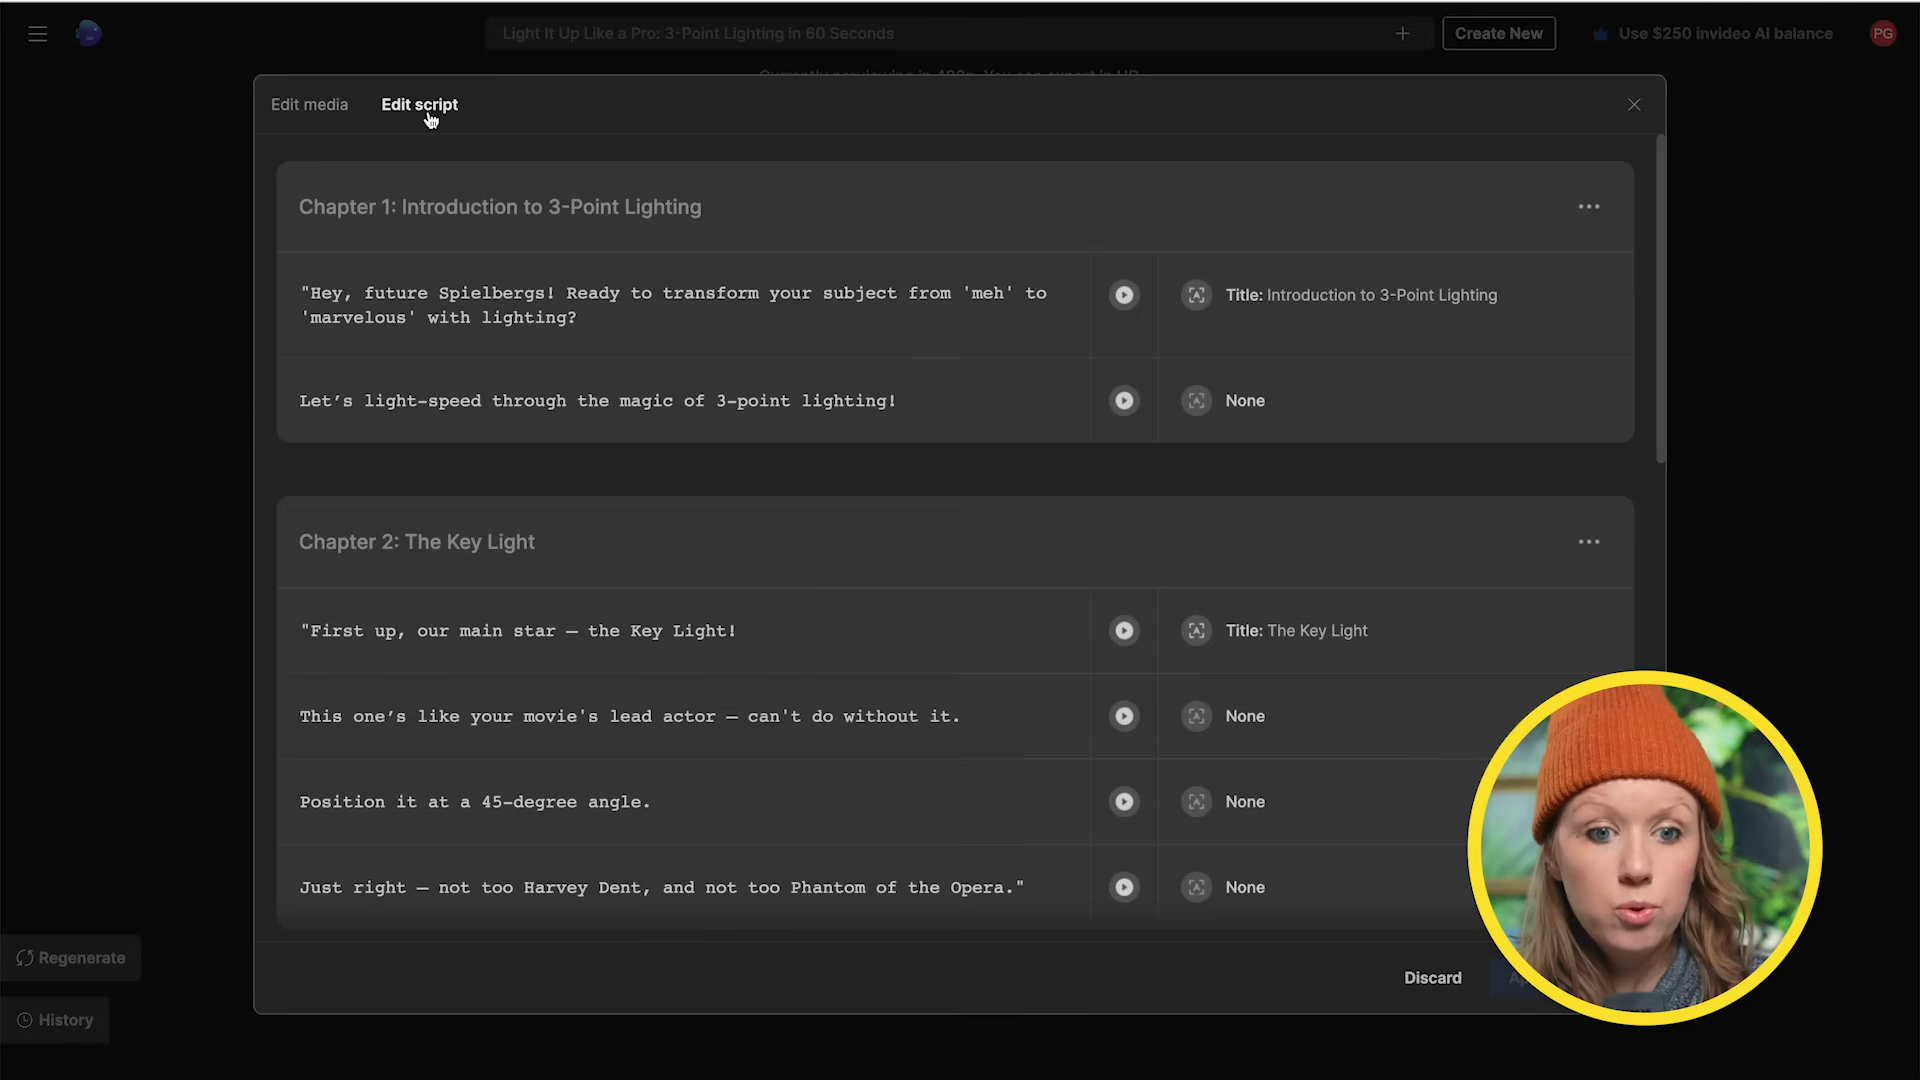 Light It Up Like a Pro: 3-Point Lighting in 60 Seconds
Create New
Use $250 invideo AI balance
PG
Edit media
Edit script
Chapter 1: Introduction to 3-Point Lighting
"Hey, future Spielbergs! Ready to transform your subject from 'meh' to
'marvelous' with lighting?
Title: Introduction to 3-Point Lighting
Let’s light-speed through the magic of 3-point lighting!
None
Chapter 2: The Key Light
"First up, our main star — the Key Light!
Title: The Key Light
This one’s like your movie's lead actor — can't do without it.
None
Position it at a 45-degree angle.
None
Just right — not too Harvey Dent, and not too Phantom of the Opera."
None
Regenerate
Discard
History